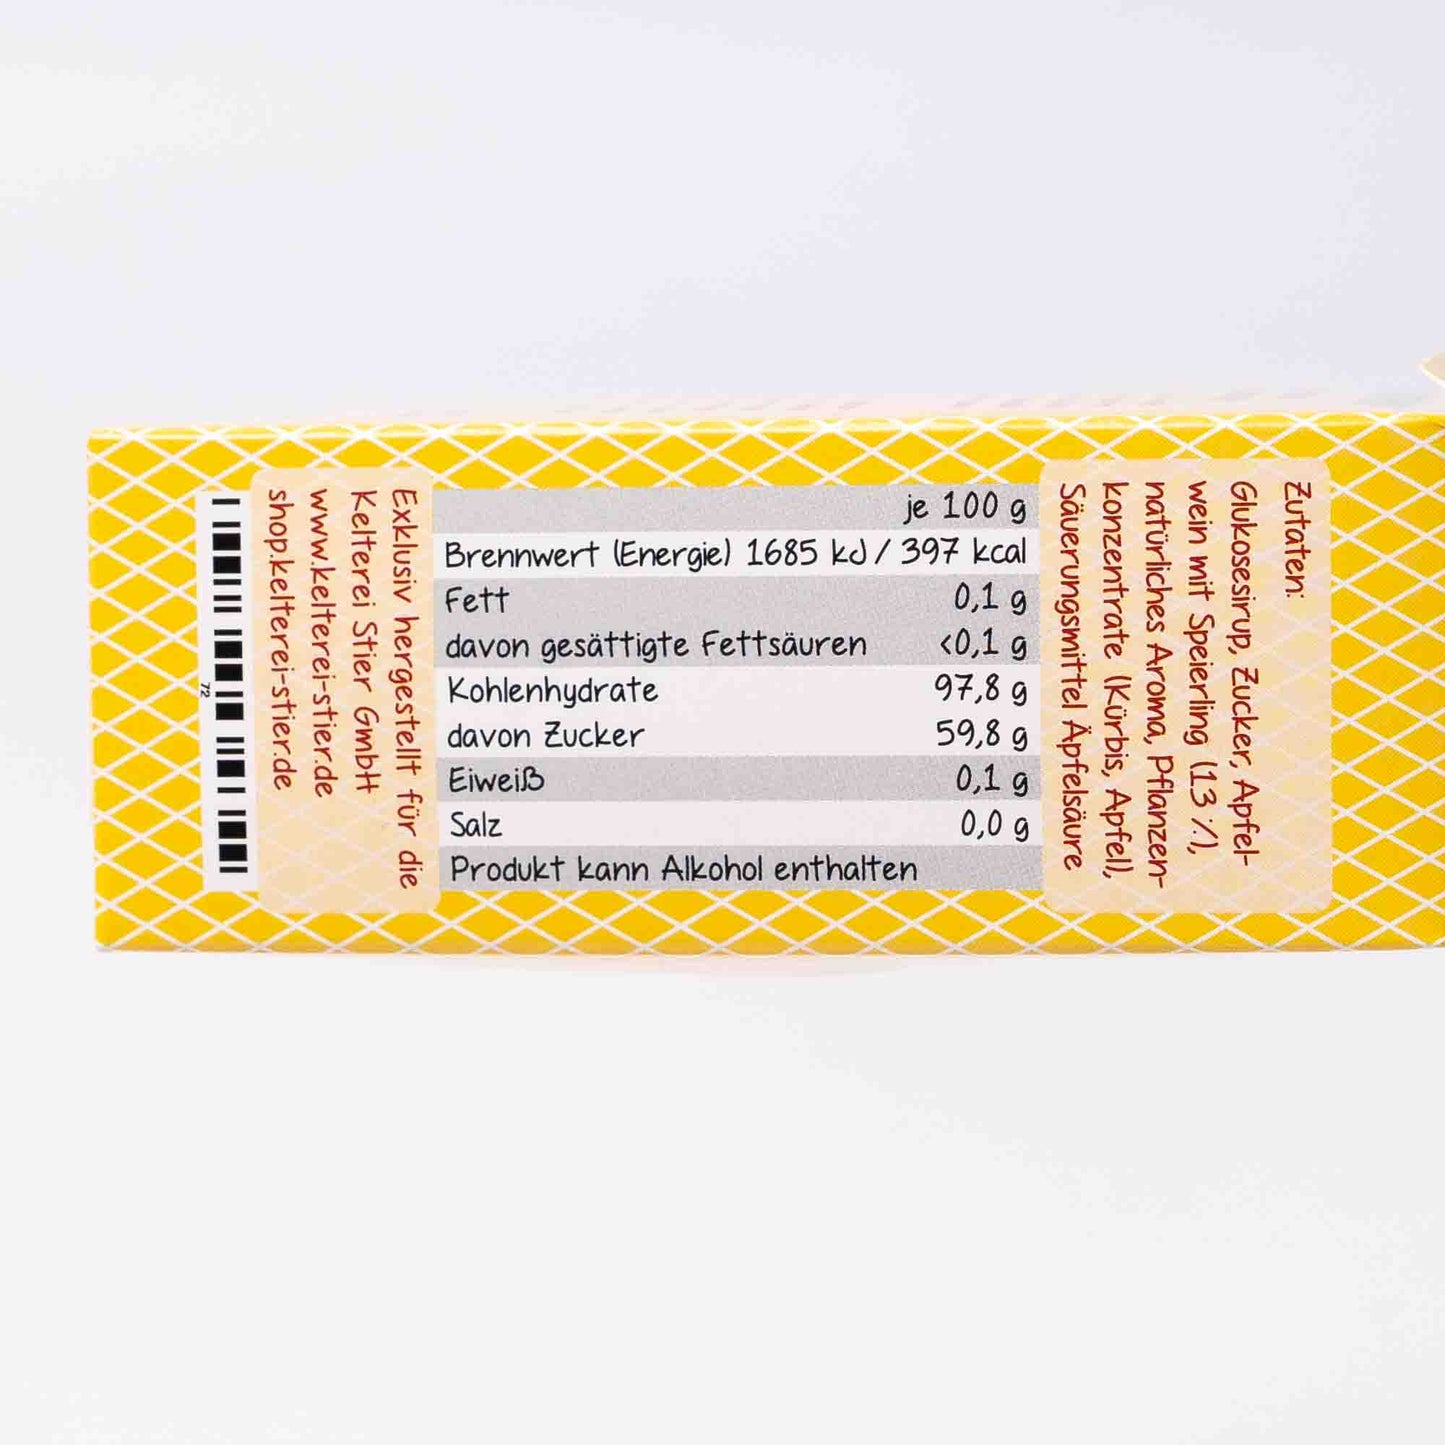 Exklusiv hergestellt für die
Kelterei Stier GmbH
www.kelterei-stier.de
shop.kelterei-stier.de
72
je 100 g
Brennwert (Energie) 1685 kJ / 397 kcal
Fett 0,1 g
davon gesättigte Fettsäuren <0,1 g
Kohlenhydrate 97,8 g
davon Zucker 59,8 g
Eiweiß 0,1 g
Salz 0,0 g
Produkt kann Alkohol enthalten
Zutaten:
Glukosesirup, Zucker, Apfel-
wein mit Speierling (13 %),
natürliches Aroma, Pflanzen-
konzentrate (Kürbis, Apfel),
Säuerungsmittel Äpfelsäure